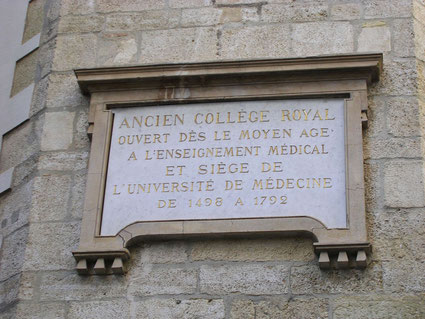 ANCIEN COLLÈGE ROYAL
OUVERT DÈS LE MOYEN AGE
A L'ENSEIGNEMENT MÉDICAL
ET SIÈGE DE
L'UNIVERSITÉ DE MÉDECINE
DE 1498 A 1792